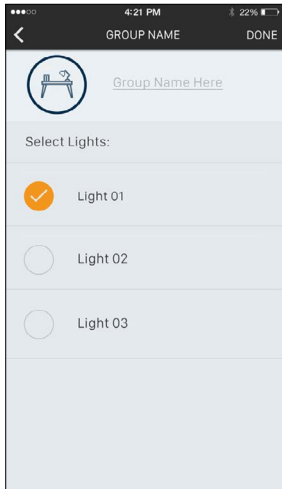 4:21 PM 22%
GROUP NAME DONE
Group Name Here
Select Lights:
Light 01
Light 02
Light 03